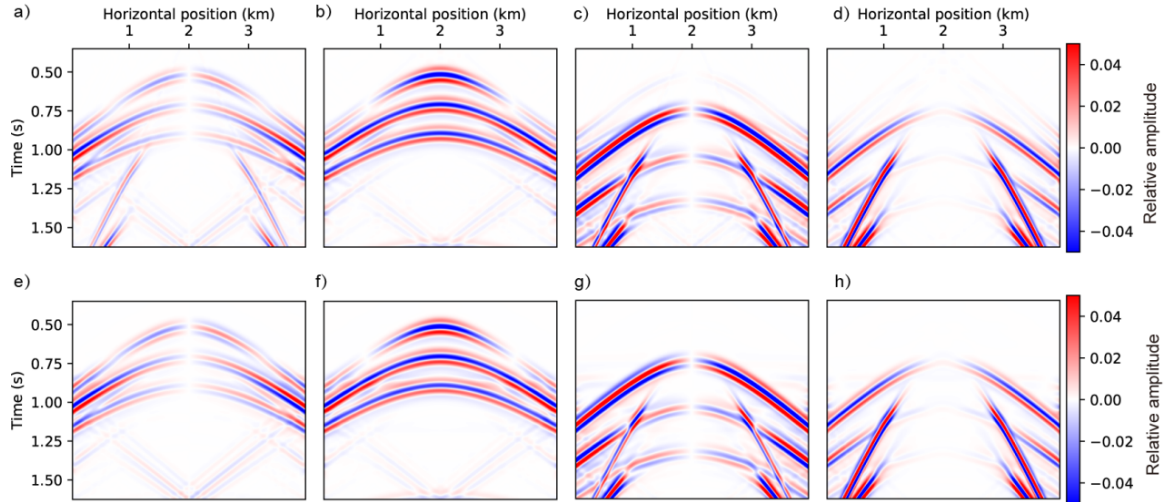 a) Horizontal position (km) b) Horizontal position (km) c) Horizontal position (km) d) Horizontal position (km)
1 2 3 1 2 3 1 2 3 1 2 3
0.50
0.75
1.00
1.25
1.50
Time (s)
0.04
0.02
0.00
−0.02
−0.04
Relative amplitude
e) f) g) h)
0.50
0.75
1.00
1.25
1.50
Time (s)
0.04
0.02
0.00
−0.02
−0.04
Relative amplitude